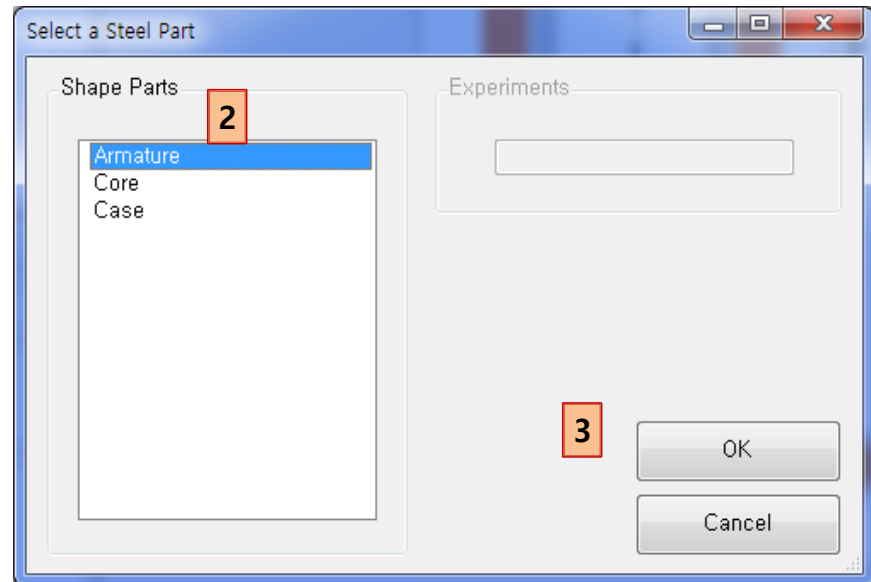 Select a Steel Part
Shape Parts
2
Armature
Core
Case
Experiments
3
OK
Cancel